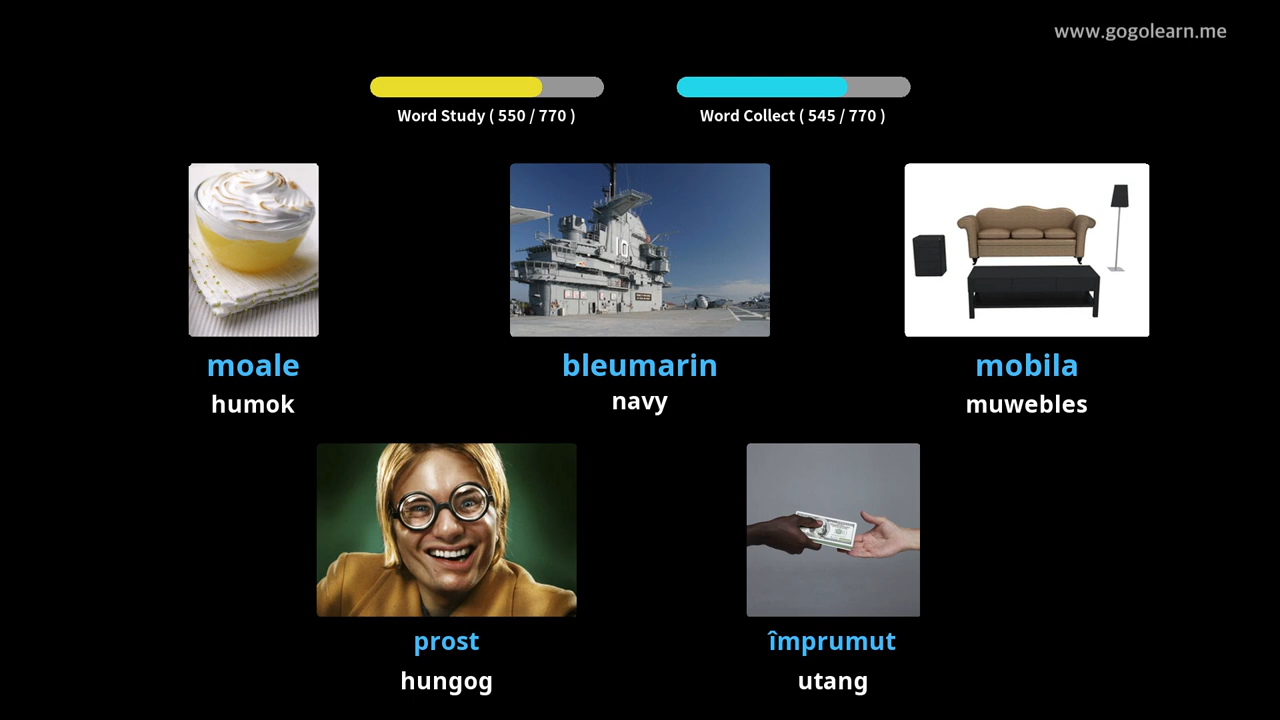 www.gogolearn.me
Word Study ( 550 / 770 )
Word Collect ( 545 / 770 )
moale
humok
bleumarin
navy
mobila
muwebles
prost
hungog
împrumut
utang